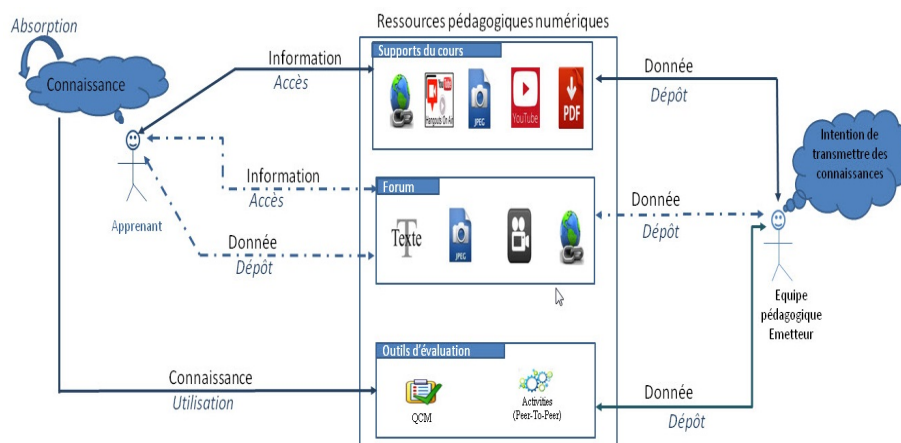 Ressources pédagogiques numériques
Absorption
Connaissance
Apprenant
Information
Accès
Information
Accès
Donnée
Dépôt
Connaissance
Utilisation
Supports du cours
You Tube
Hangouts On Air
JPEG
YouTube
PDF
Forum
Texte
JPEG
Outils d'évaluation
QCM
Activities
(Peer-To-Peer)
Donnée
Dépôt
Donnée
Dépôt
Donnée
Dépôt
Intention de
transmettre des
connaissances
Equipe
pédagogique
Emetteur